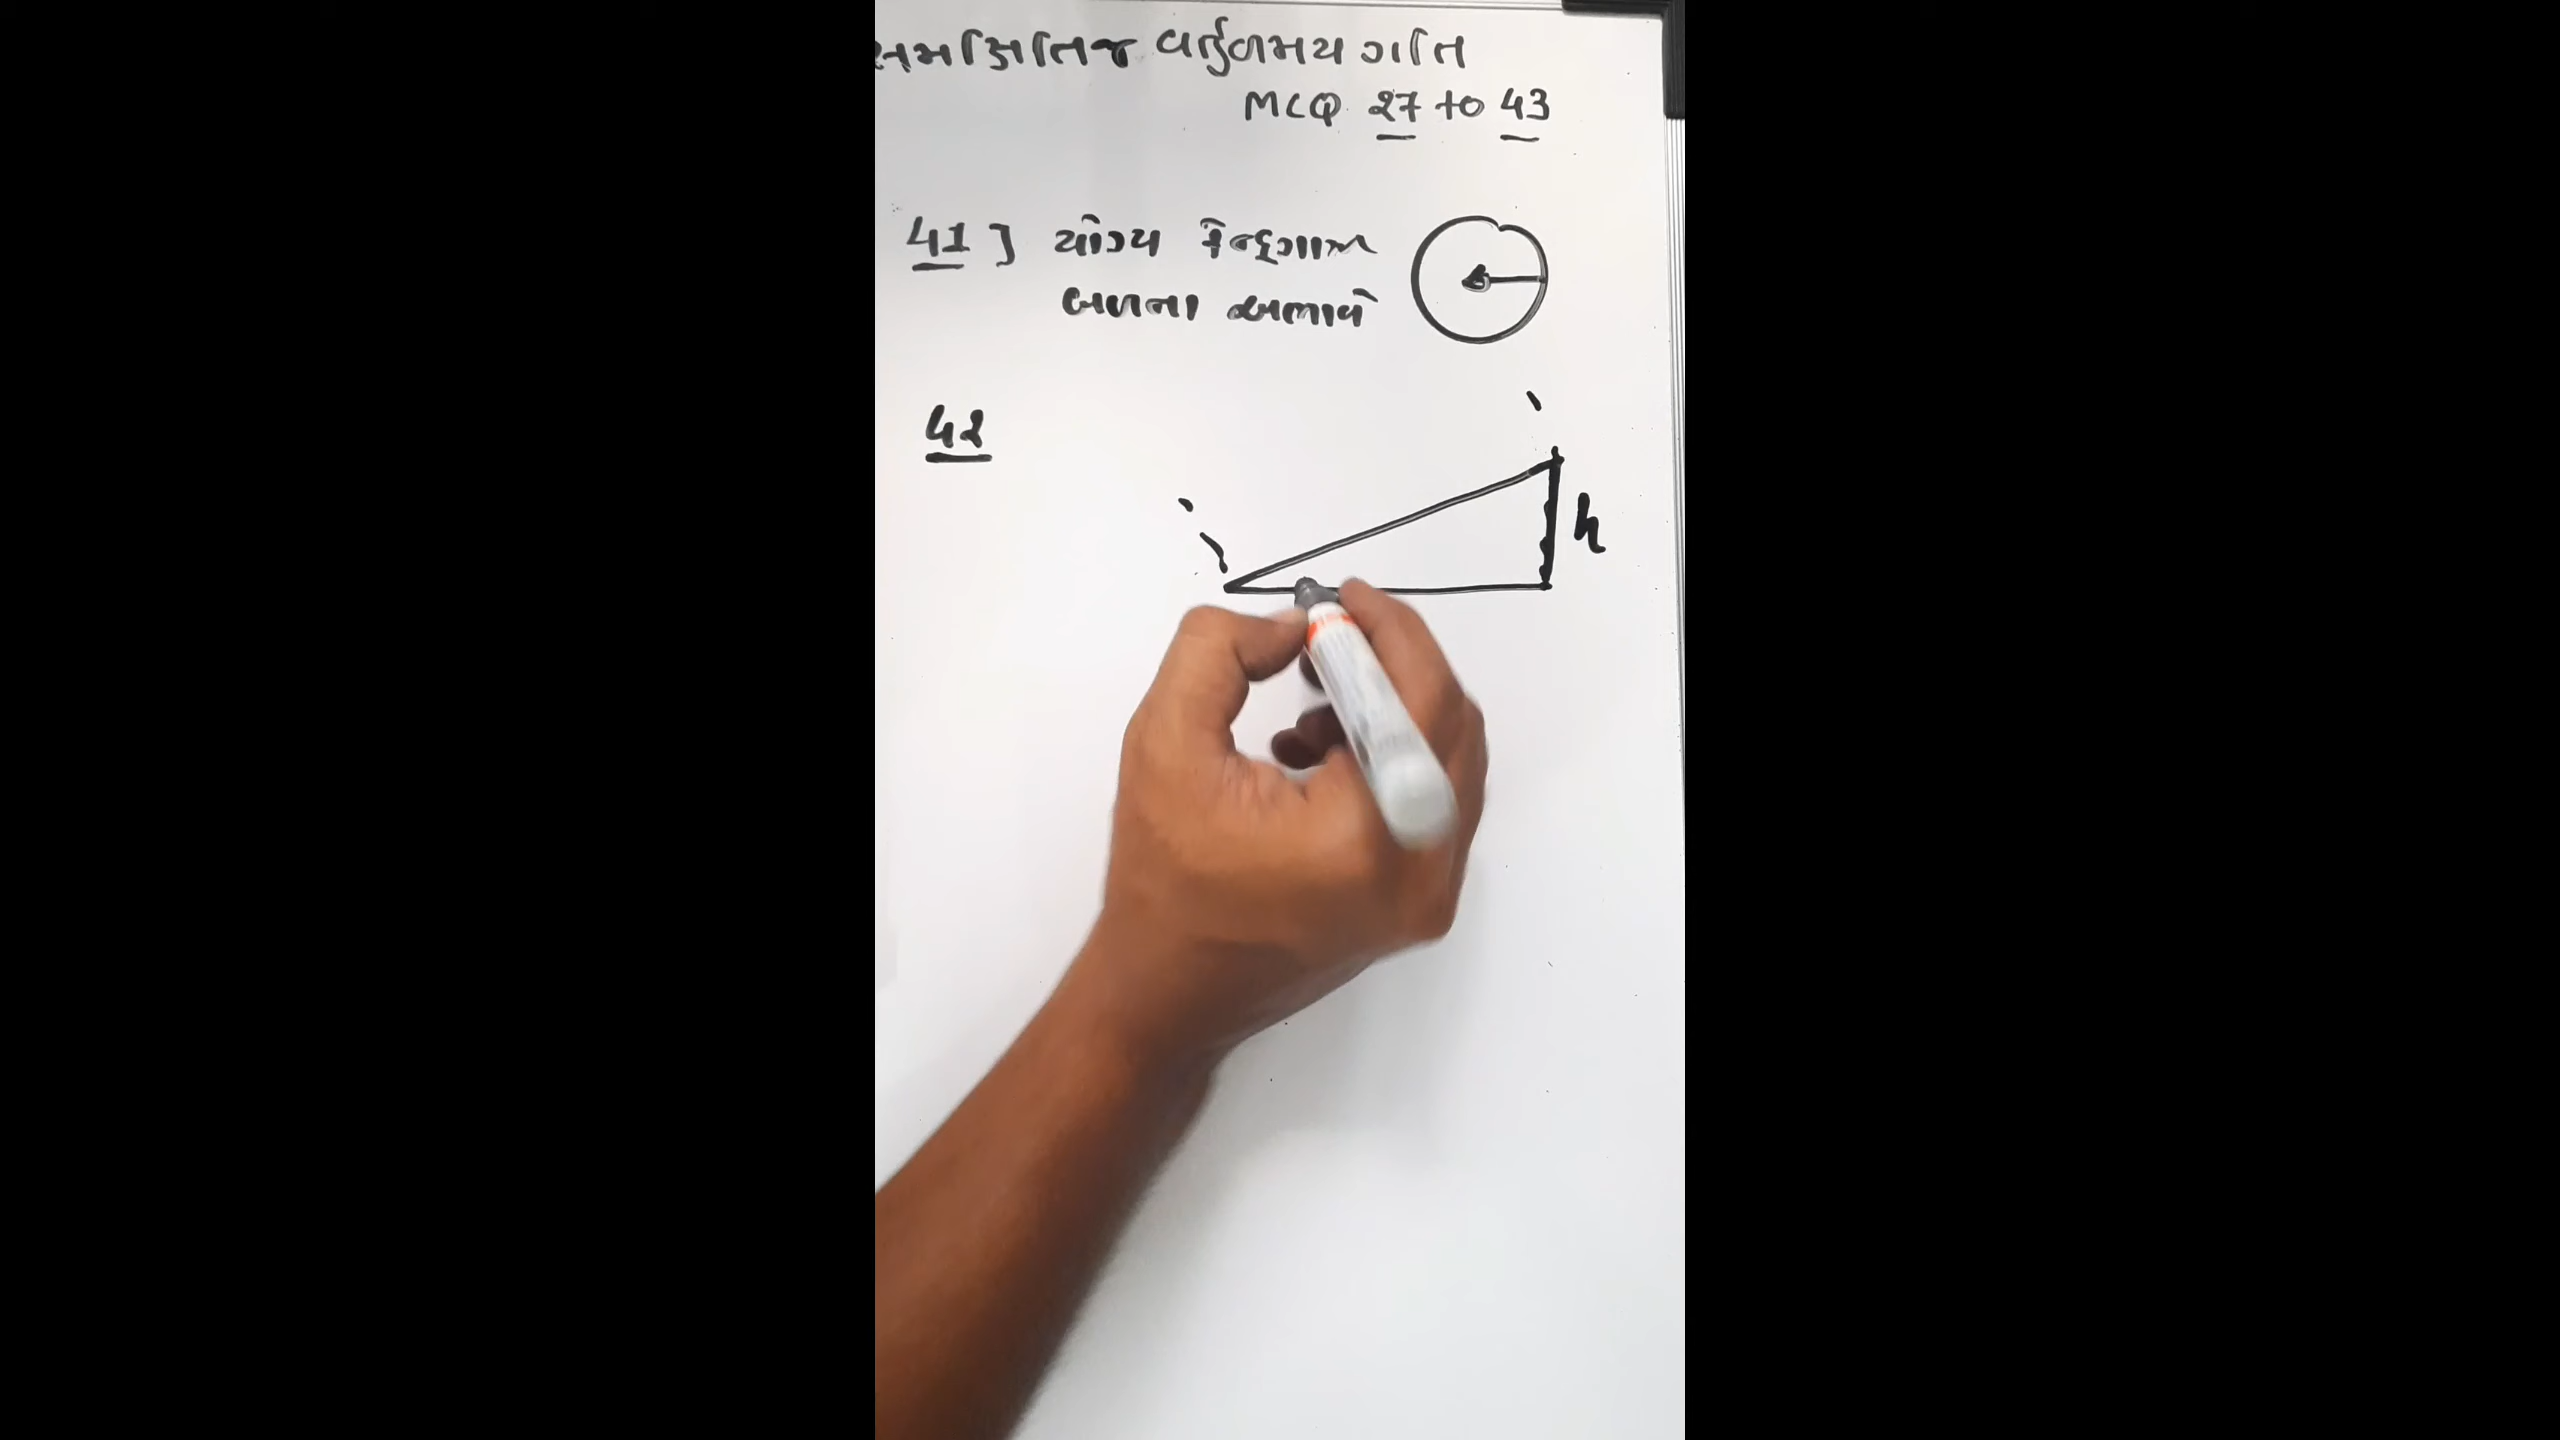 સમક્ષિતિજ વર્તુળમય ગતિ
MCQ 27 to 43
41] યોગ્ય કેન્દ્રગામી
બળના અભાવે
42
h